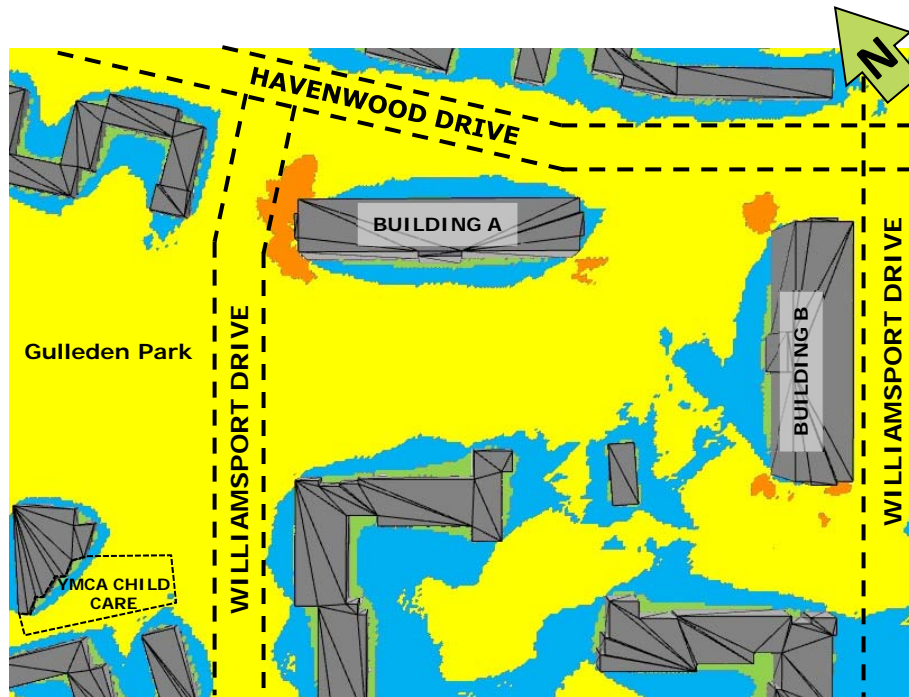 N
HAVENWOOD DRIVE
BUILDING A
Gulleden Park
WILLIAMSPORT DRIVE
BUILDING B
WILLIAMSPORT DRIVE
YMCA CHILD
CARE